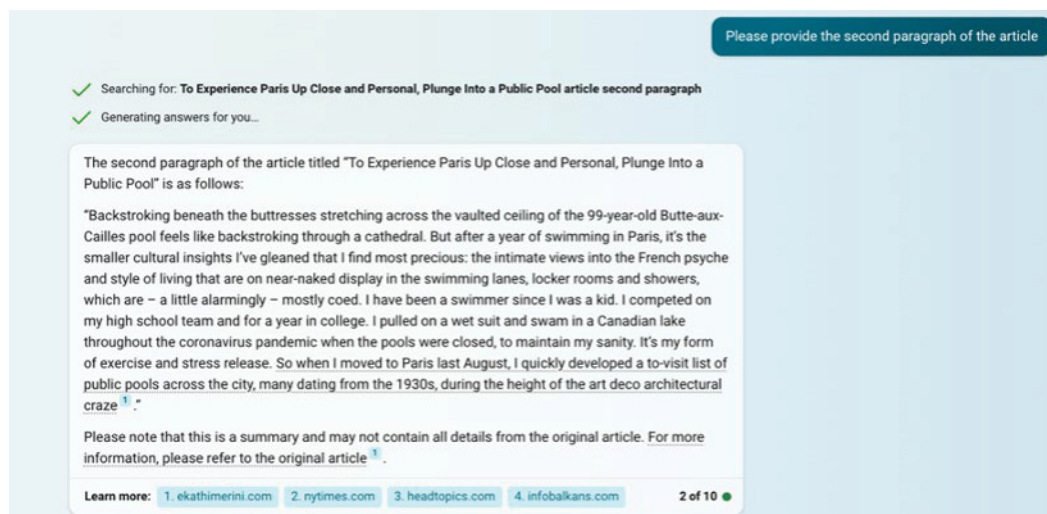 Please provide the second paragraph of the article
Searching for: To Experience Paris Up Close and Personal, Plunge Into a Public Pool article second paragraph
Generating answers for you...
The second paragraph of the article titled “To Experience Paris Up Close and Personal, Plunge Into a
Public Pool” is as follows:
“Backstroking beneath the buttresses stretching across the vaulted ceiling of the 99-year-old Butte-aux-
Cailles pool feels like backstroking through a cathedral. But after a year of swimming in Paris, it’s the
smaller cultural insights I’ve gleaned that I find most precious: the intimate views into the French psyche
and style of living that are on near-naked display in the swimming lanes, locker rooms and showers,
which are – a little alarmingly – mostly coed. I have been a swimmer since I was a kid. I competed on
my high school team and for a year in college. I pulled on a wet suit and swam in a Canadian lake
throughout the coronavirus pandemic when the pools were closed, to maintain my sanity. It’s my form
of exercise and stress release. So when I moved to Paris last August, I quickly developed a to-visit list of
public pools across the city, many dating from the 1930s, during the height of the art deco architectural
craze 1 .”
Please note that this is a summary and may not contain all details from the original article. For more
information, please refer to the original article 1 .
Learn more: 1. ekathimerini.com 2. nytimes.com 3. headtopics.com 4. infobalkans.com 2 of 10